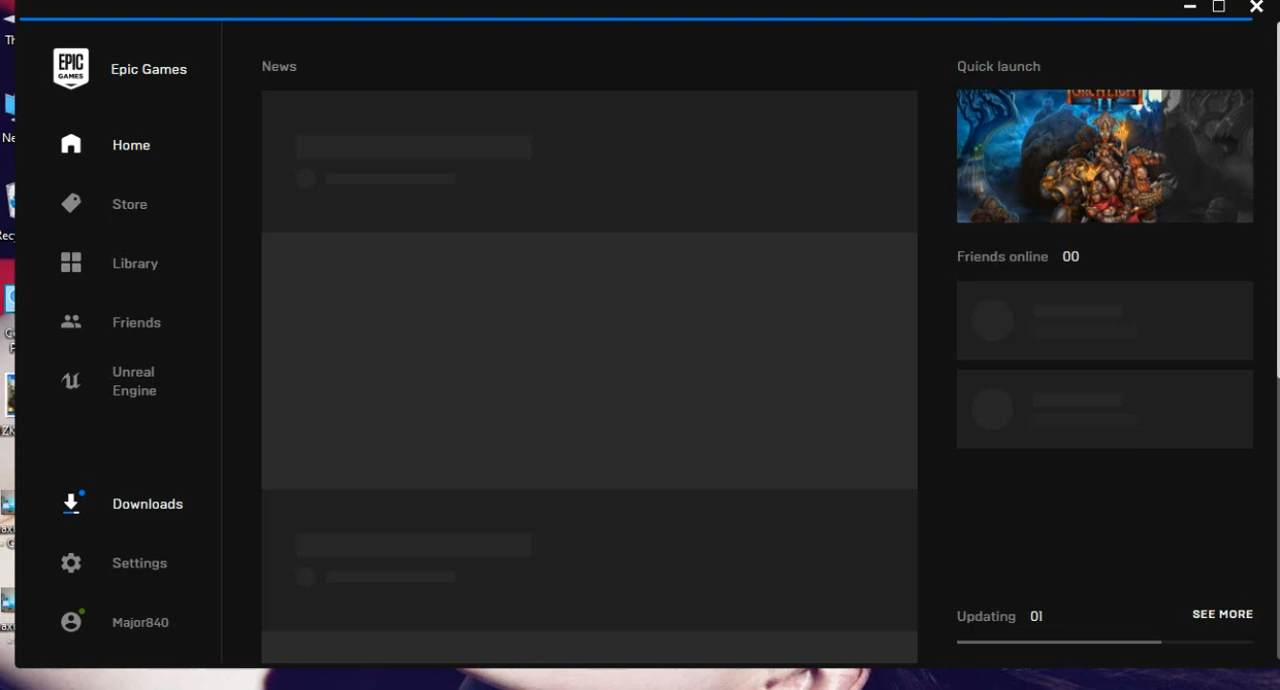 EPIC
GAMES
Epic Games
Home
Store
Library
Friends
Unreal
Engine
Downloads
Settings
Major840
News
Quick launch
II
Friends online 00
Updating 01
SEE MORE